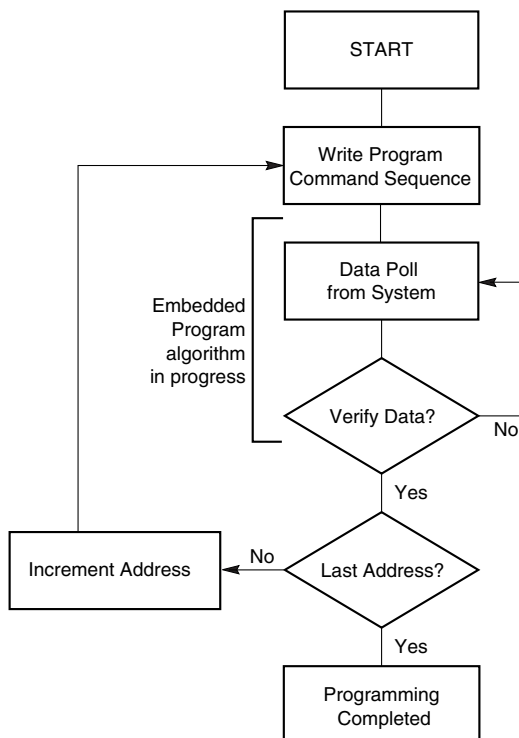 START
Write Program
Command Sequence
Data Poll
from System
Embedded
Program
algorithm
in progress
Verify Data?
No
Yes
Last Address?
No
Increment Address
Yes
Programming
Completed